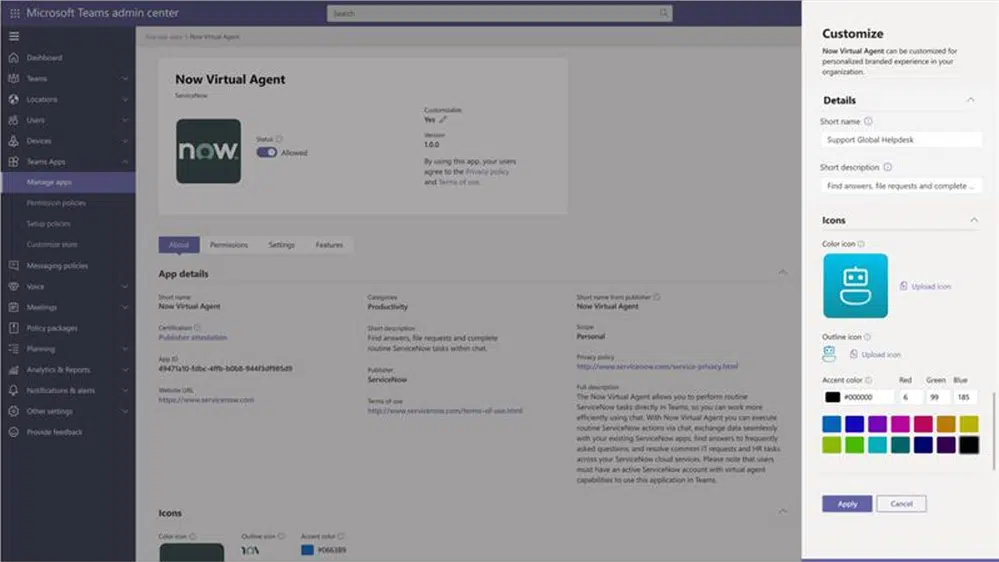 Microsoft Teams admin center
Search
Dashboard
Teams
Locations
Users
Devices
Teams Apps
Manage apps
Permission policies
Setup policies
Customize store
Messaging policies
Voice
Meetings
Policy packages
Planning
Analytics & Reports
Notifications & alerts
Other settings
Provide feedback
Manage apps > Now Virtual Agent
Now Virtual Agent
ServiceNow
now
Status
Allowed
Customizable
Yes
Version
1.0.0
By using this app, your users
agree to the Privacy policy
and Terms of use.
About
Permissions
Settings
Features
App details
Short name
Now Virtual Agent
Certification
Publisher attestation
App ID
Website URL
https://www.servicenow.com
Categories
Productivity
Short description
Find answers, file requests and complete
routine ServiceNow tasks within chat.
Publisher
ServiceNow
Terms of use
http://www.servicenow.com/terms-of-use.html
Short name from publisher
Now Virtual Agent
Scope
Personal
Privacy policy
http://www.servicenow.com/service-privacy.html
Full description
The Now Virtual Agent allows you to perform routine
ServiceNow tasks directly in Teams, so you can work more
efficiently using chat. With Now Virtual Agent you can execute
routine ServiceNow actions via chat, exchange data seamlessly
with your existing ServiceNow apps, find answers to frequently
asked questions, and resolve common IT requests and HR tasks
across your ServiceNow cloud services. Please note that users
must have an active ServiceNow account with virtual agent
capabilities to use this application in Teams.
Icons
Color icon
Outline icon
Accent color
#0663B9
Customize
Now Virtual Agent can be customized for
personalized branded experience in your
organization.
Details
Short name
Support Global Helpdesk
Short description
Find answers, file requests and complete ...
Icons
Color icon
Upload icon
Outline icon
Upload icon
Accent color
Red
Green
Blue
#000000
6
99
185
Apply
Cancel